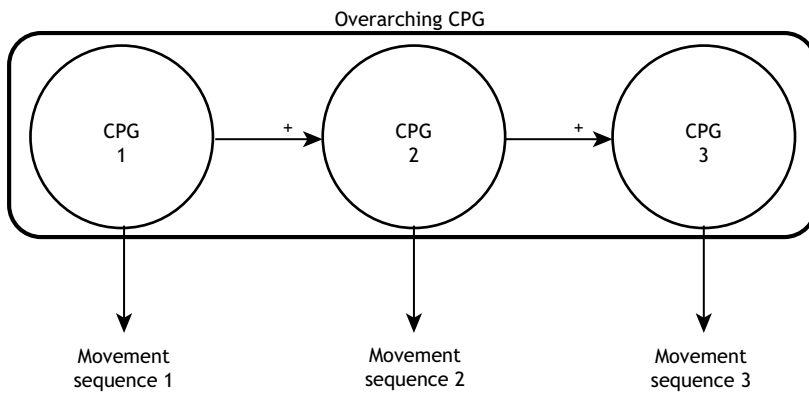 Overarching CPG
CPG
1
+
CPG
2
+
CPG
3
Movement
sequence 1
Movement
sequence 2
Movement
sequence 3